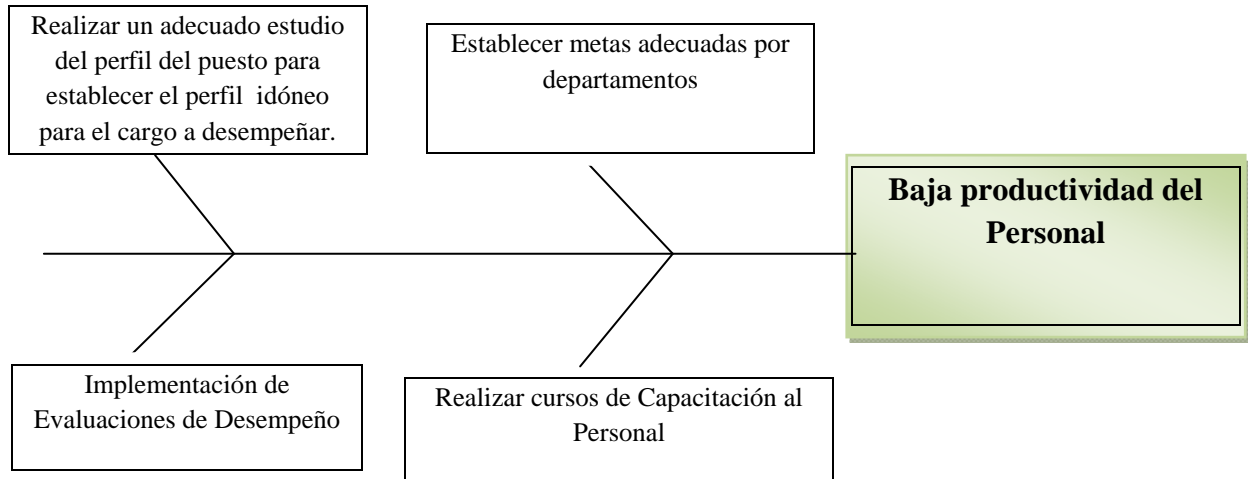 Realizar un adecuado estudio
del perfil del puesto para
establecer el perfil idóneo
para el cargo a desempeñar.
Establecer metas adecuadas por
departamentos
Baja productividad del
Personal
Implementación de
Evaluaciones de Desempeño
Realizar cursos de Capacitación al
Personal